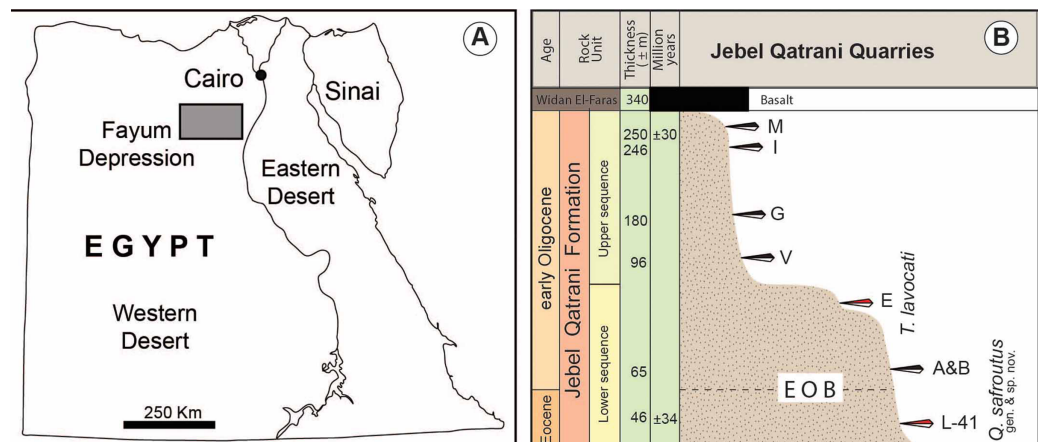 A
Cairo
Sinai
Fayum
Depression
Eastern
Desert
EGYPT
Western
Desert
250 Km
B
Age
Rock
Unit
Thickness
( ± m)
Million
years
Jebel Qatrani Quarries
Widan El-Faras
340
Basalt
early Oligocene
Eocene
Jebel Qatrani Formation
Upper sequence
Lower sequence
250
±30
246
180
96
65
46
±34
M
I
G
V
E
A&B
L-41
EOB
T. lavocati
Q. safroutus
gen. & sp. nov.